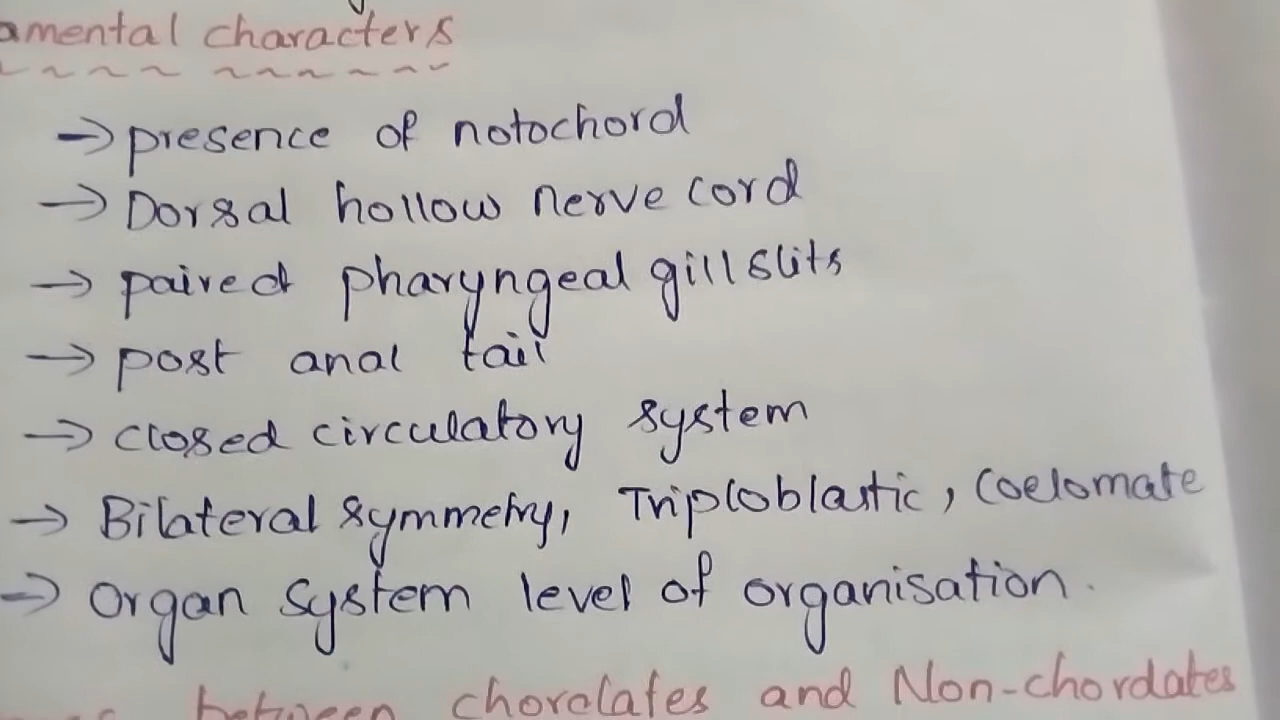 amental characters
→ presence of notochord
→ Dorsal hollow nerve cord
→ paired pharyngeal gill slits
→ post anal tail
→ closed circulatory system
→ Bilateral symmetry, Triploblastic, Coelomate
→ Organ system level of organisation.
between chordates and Non-chordates